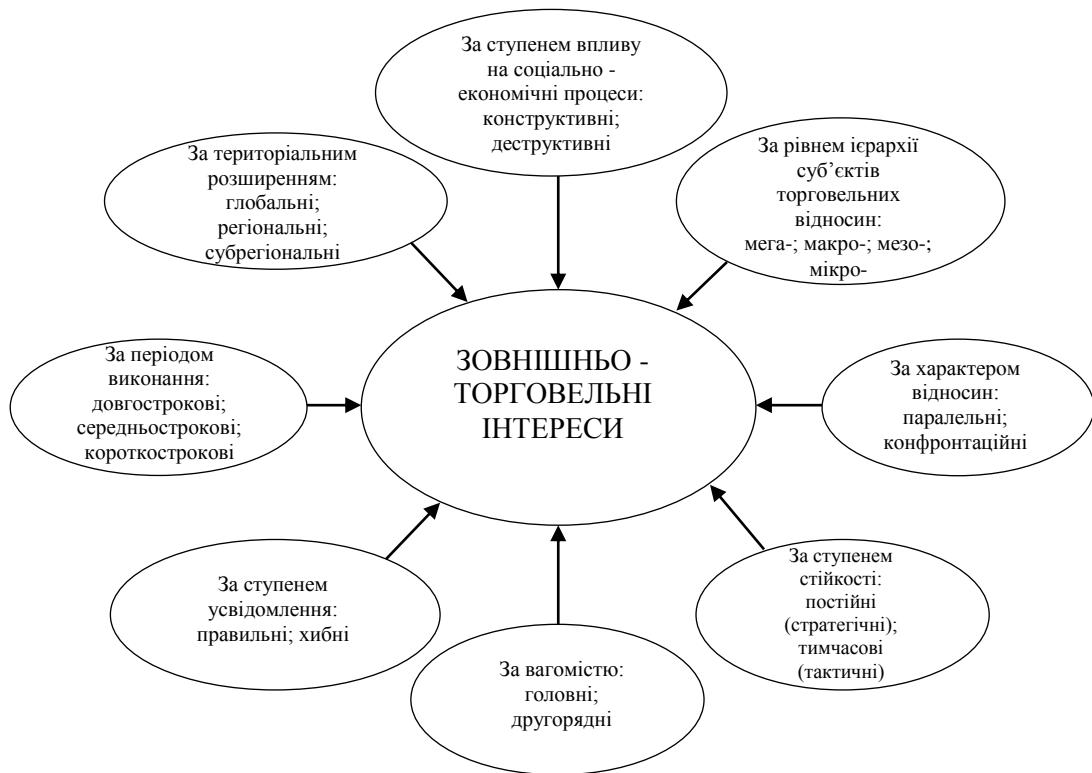 За ступенем впливу
на соціально -
економічні процеси:
конструктивні;
деструктивні
За територіальним
розширенням:
глобальні;
регіональні;
субрегіональні
За рівнем ієрархії
суб’єктів
торговельних
відносин:
мега-; макро-; мезо-;
мікро-
За періодом
виконання:
довгострокові;
середньострокові;
короткострокові
ЗОВНІШНЬО -
ТОРГОВЕЛЬНІ
ІНТЕРЕСИ
За характером
відносин:
паралельні;
конфронтаційні
За ступенем
усвідомлення:
правильні; хибні
За вагомістю:
головні;
другорядні
За ступенем
стійкості:
постійні
(стратегічні);
тимчасові
(тактичні)